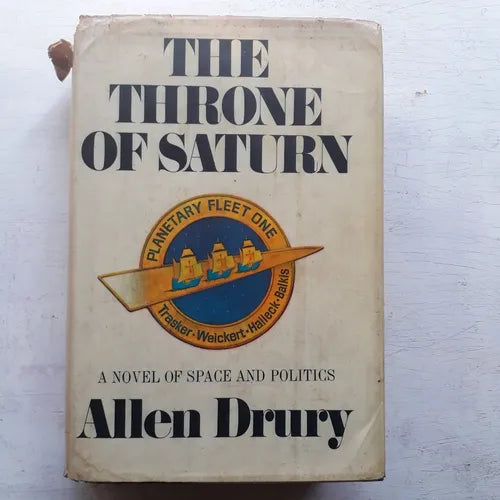 THE
THRONE
OF SATURN
PLANETARY FLEET ONE
Trasker · Weickert · Halleck · Balkis
A NOVEL OF SPACE AND POLITICS
Allen Drury